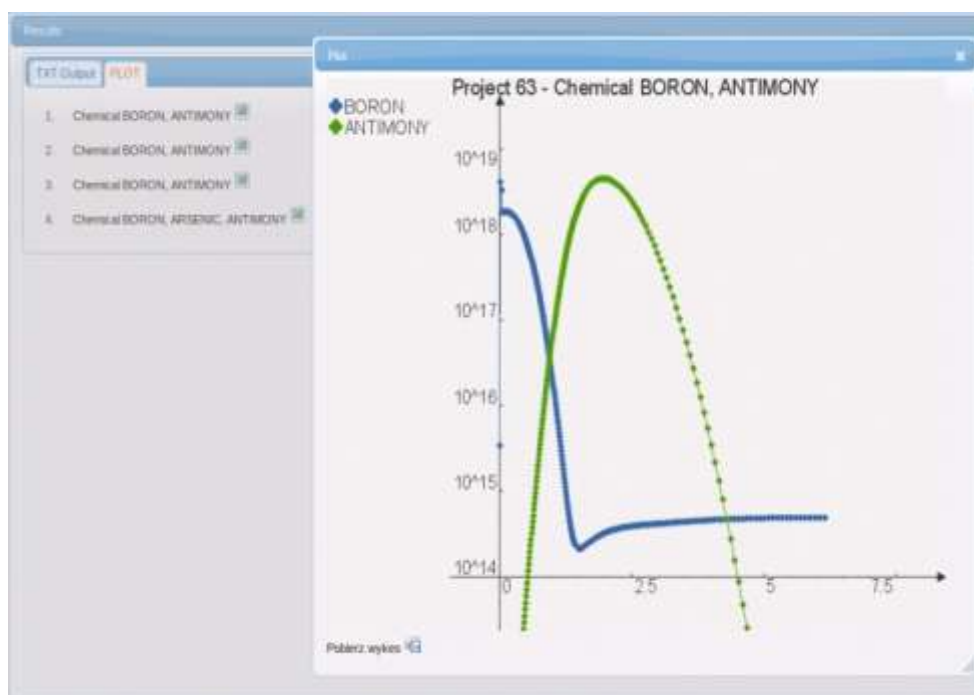 Results
TXT Output PLOT
1. Chemical BORON, ANTIMONY
2. Chemical BORON, ANTIMONY
3. Chemical BORON, ANTIMONY
4. Chemical BORON, ARSENIC, ANTIMONY
Plot
Project 63 - Chemical BORON, ANTIMONY
BORON
ANTIMONY
10^19
10^18
10^17
10^16
10^15
10^14
0 2.5 5 7.5
Pobierz wykes